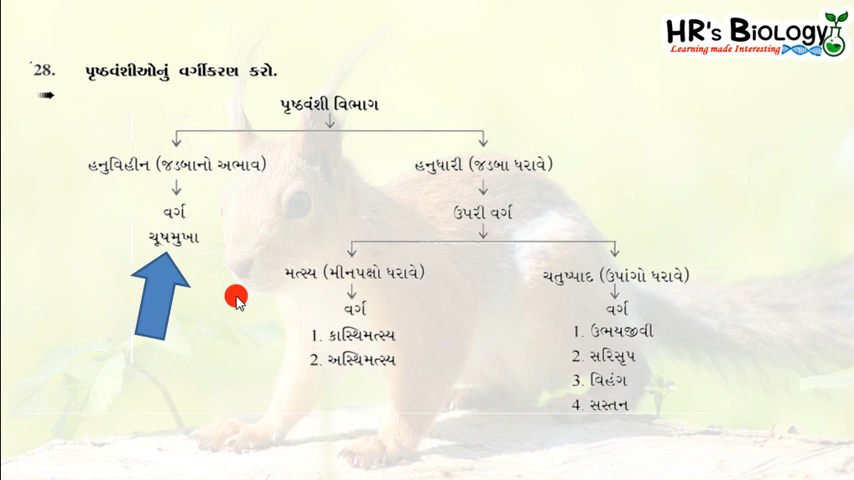 HR's Biology
Learning made Interesting
28. પૃષ્ઠવંશીઓનું વર્ગીકરણ કરો.
પૃષ્ઠવંશી વિભાગ
હનુવિહીન (જડબાનો અભાવ)
હનુધારી (જડબા ધરાવે)
વર્ગ
ઉપરી વર્ગ
ચૂષમુખા
મત્સ્ય (મીનપક્ષો ધરાવે)
ચતુષ્પાદ (ઉપાંગો ધરાવે)
વર્ગ
વર્ગ
1. કાસ્થિમત્સ્ય
2. અસ્થિમત્સ્ય
1. ઉભયજીવી
2. સરિસૃપ
3. વિહંગ
4. સસ્તન